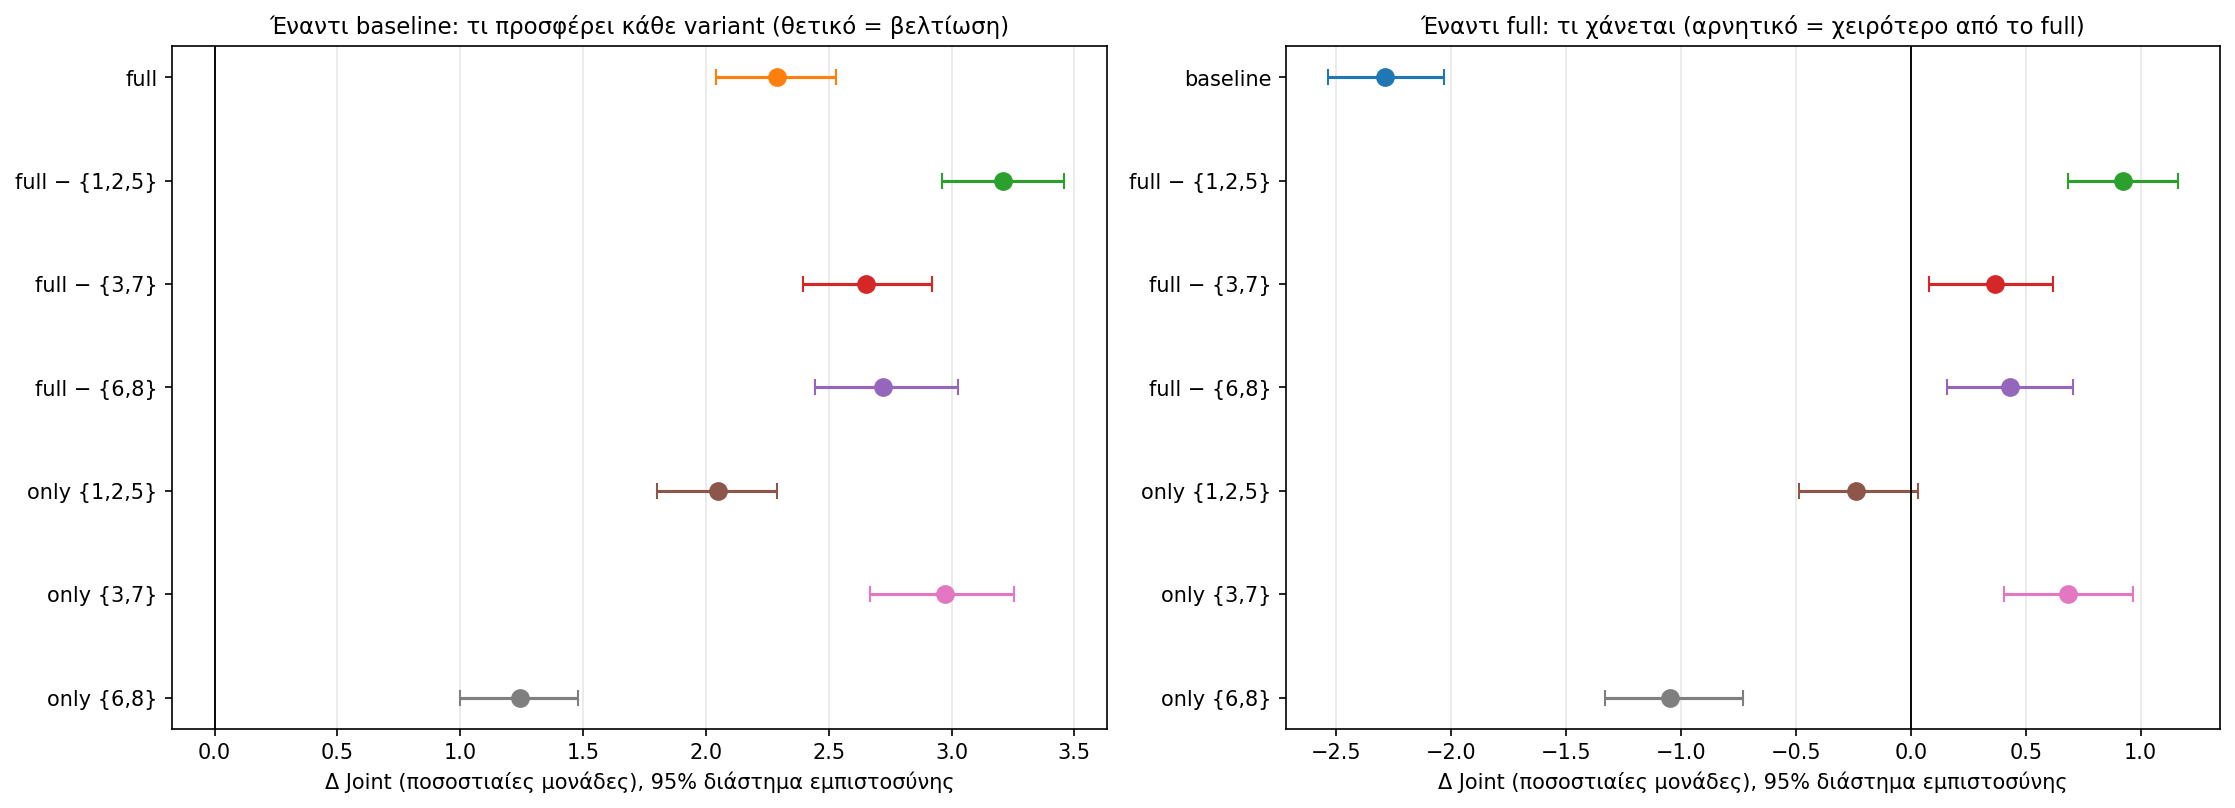 Έναντι baseline: τι προσφέρει κάθε variant (θετικό = βελτίωση)
full
full − {1,2,5}
full − {3,7}
full − {6,8}
only {1,2,5}
only {3,7}
only {6,8}
0.0 0.5 1.0 1.5 2.0 2.5 3.0 3.5
Δ Joint (ποσοστιαίες μονάδες), 95% διάστημα εμπιστοσύνης
Έναντι full: τι χάνεται (αρνητικό = χειρότερο από το full)
baseline
full − {1,2,5}
full − {3,7}
full − {6,8}
only {1,2,5}
only {3,7}
only {6,8}
−2.5 −2.0 −1.5 −1.0 −0.5 0.0 0.5 1.0
Δ Joint (ποσοστιαίες μονάδες), 95% διάστημα εμπιστοσύνης